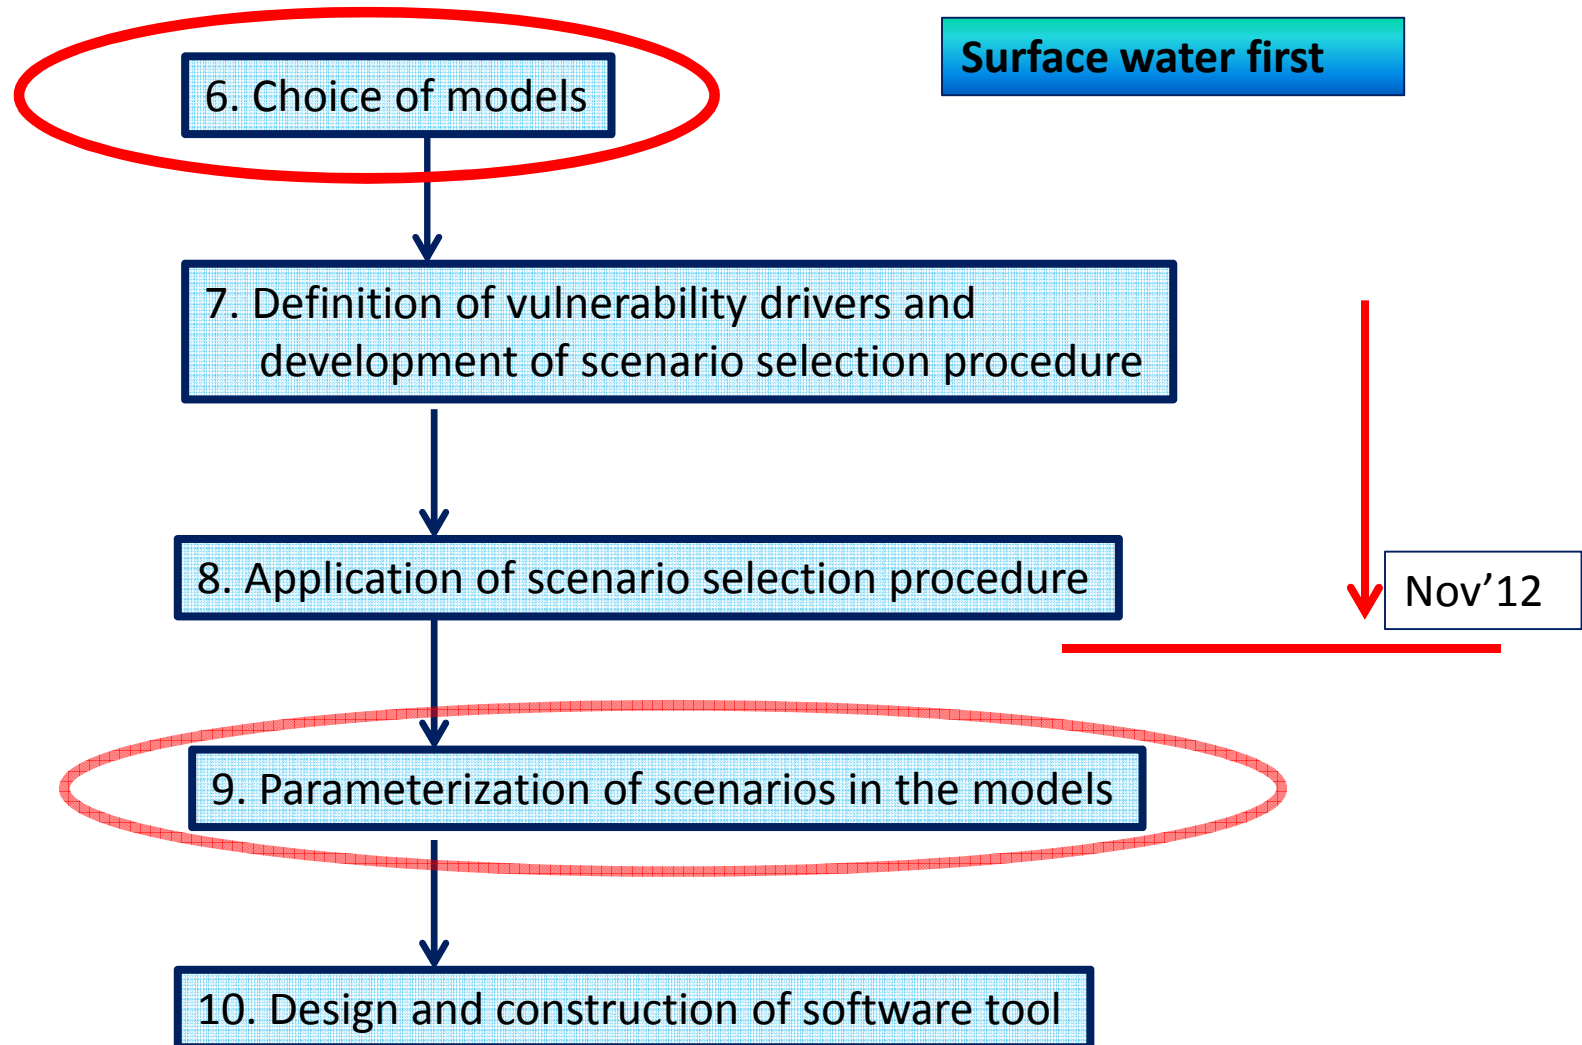 Surface water first
6. Choice of models
7. Definition of vulnerability drivers and
development of scenario selection procedure
8. Application of scenario selection procedure
Nov’12
9. Parameterization of scenarios in the models
10. Design and construction of software tool